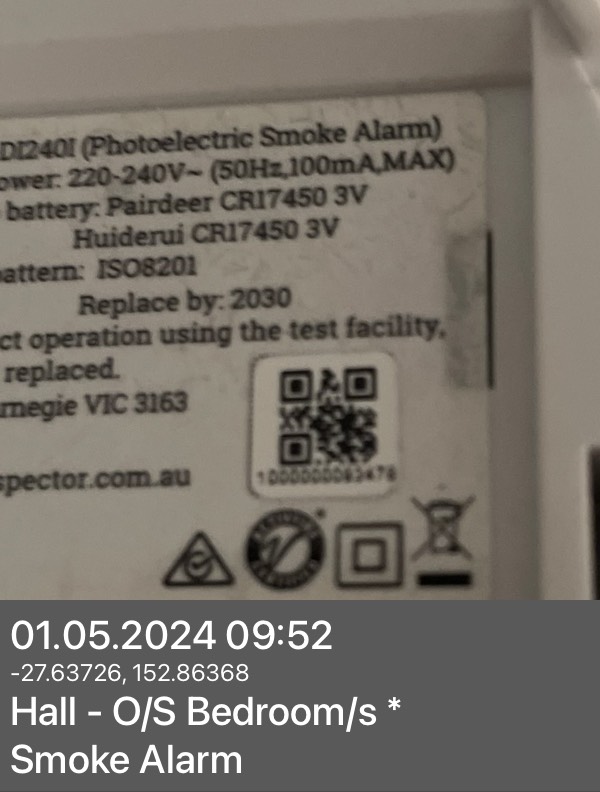 DI240I (Photoelectric Smoke Alarm)
ower: 220-240V~ (50Hz,100mA,MAX)
battery: Pairdeer CR17450 3V
Huiderui CR17450 3V
attern: ISO8201
Replace by: 2030
ct operation using the test facility,
replaced.
rnegie VIC 3163
spector.com.au
01.05.2024 09:52
-27.63726, 152.86368
Hall - O/S Bedroom/s *
Smoke Alarm